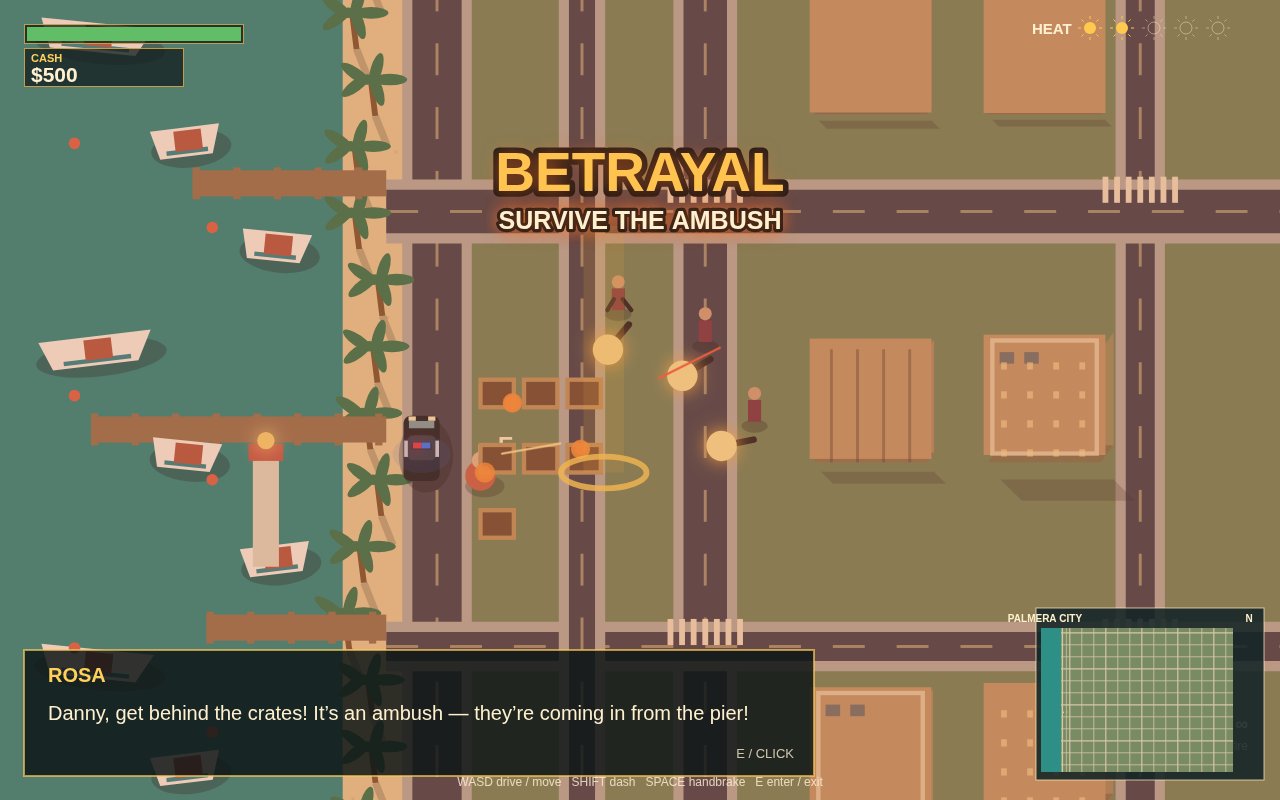 CASH
$500
HEAT
BETRAYAL
SURVIVE THE AMBUSH
PALMERA CITY
N
ROSA
Danny, get behind the crates! It’s an ambush — they’re coming in from the pier!
E / CLICK
WASD drive / move SHIFT dash SPACE handbrake E enter / exit